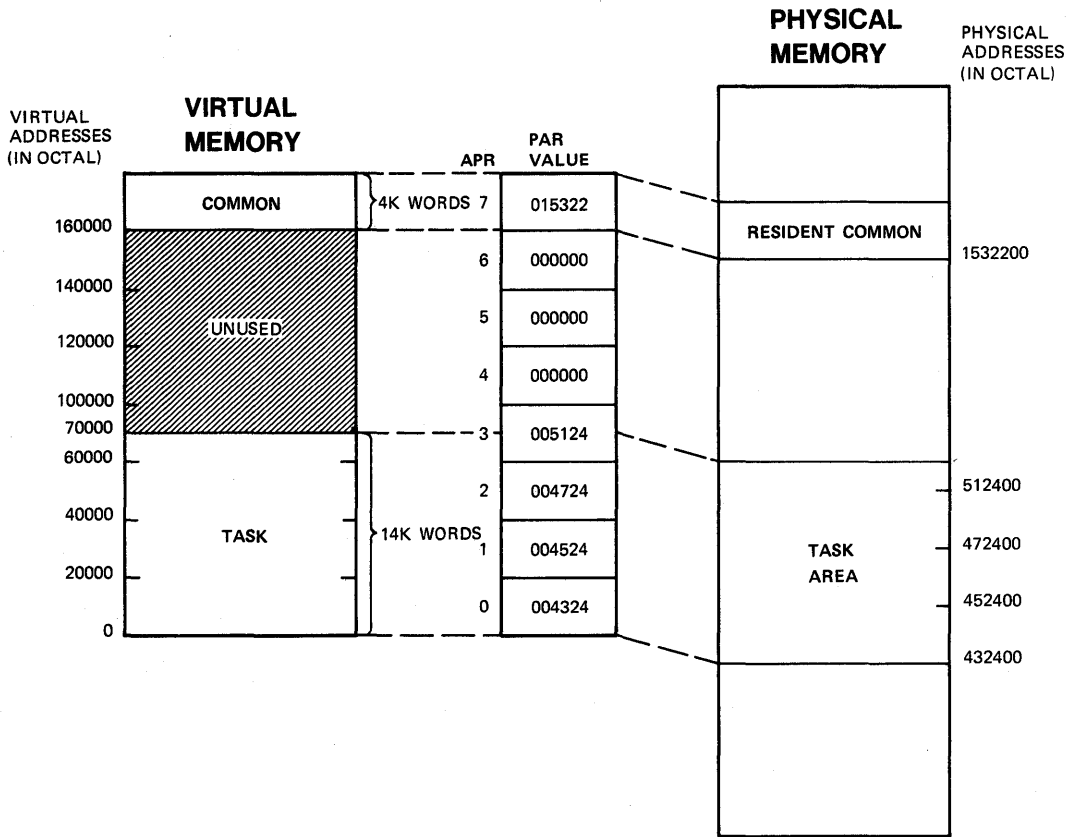 PHYSICAL
MEMORY
PHYSICAL
ADDRESSES
(IN OCTAL)
VIRTUAL
ADDRESSES
(IN OCTAL)
VIRTUAL
MEMORY
APR
PAR
VALUE
COMMON
4K WORDS 7
015322
160000
RESIDENT COMMON
1532200
6
000000
140000
UNUSED
5
000000
120000
4
000000
100000
70000
3
005124
60000
2
004724
512400
40000
TASK
14K WORDS
1
004524
TASK
AREA
472400
20000
0
004324
452400
0
432400